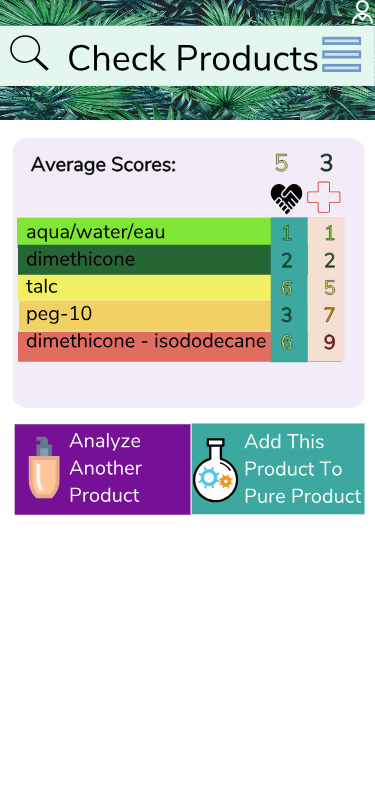 Check Products
Average Scores: 5 3
aqua/water/eau 1 1
dimethicone 2 2
talc 6 5
peg-10 3 7
dimethicone - isododecane 6 9
Analyze
Another
Product
Add This
Product To
Pure Product